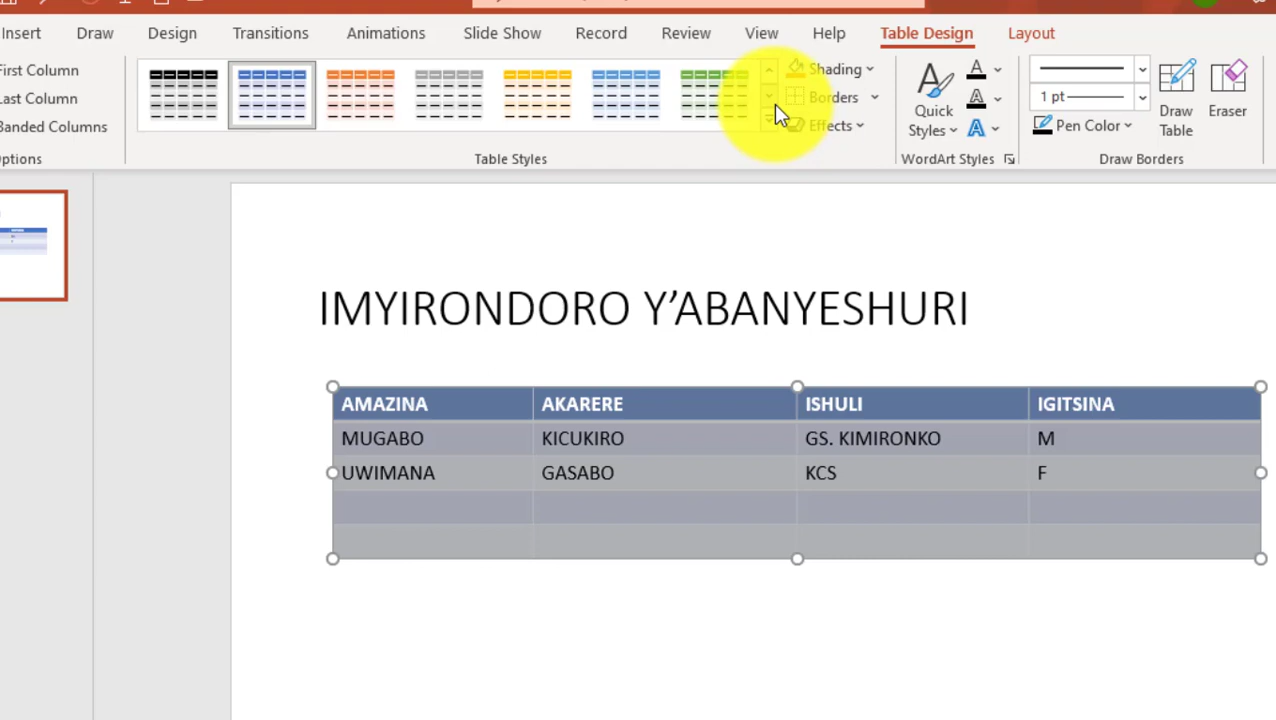 Insert Draw Design Transitions Animations Slide Show Record Review View Help Table Design Layout
First Column
Last Column
Banded Columns
Options
Table Styles
Shading
Borders
Effects
Quick
Styles
A
A
A
WordArt Styles
1 pt
Pen Color
Draw
Table
Eraser
Draw Borders
IMYIRONDORO Y’ABANYESHURI
AMAZINA AKARERE ISHULI IGITSINA
MUGABO KICUKIRO GS. KIMIRONKO M
UWIMANA GASABO KCS F